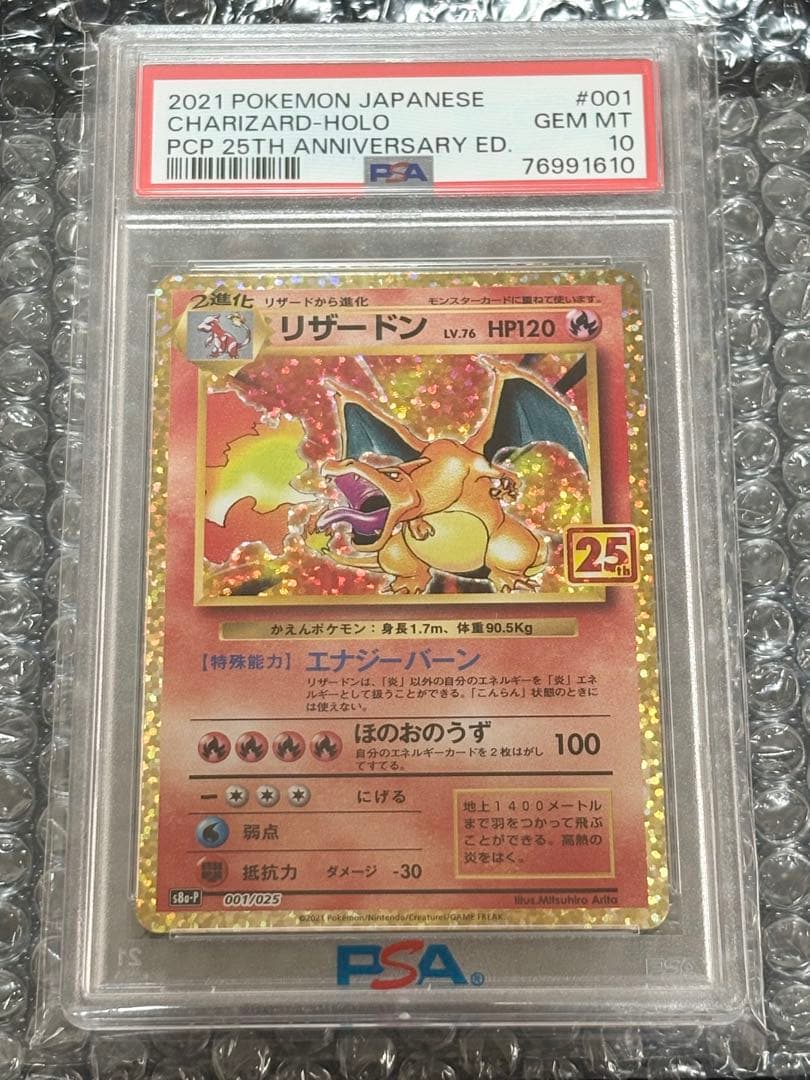 2021 POKEMON JAPANESE #001
CHARIZARD-HOLO GEM MT
PCP 25TH ANNIVERSARY ED. 10
PSA 76991610
2進化 リザードから進化 モンスターカードに重ねて使います。
リザードン LV.76 HP120
25th
かえんポケモン：身長1.7m、体重90.5Kg
【特殊能力】エナジーバーン
リザードンは、「炎」以外の自分のエネルギーを「炎」エネ
ルギーとして扱うことができる。「こんらん」状態のときに
は使えない。
ほのおのうず 100
自分のエネルギーカードを2枚はがし
てすてる。
にげる
弱点
抵抗力 ダメージ -30
地上1400メートル
まで羽をつかって飛ぶ
ことができる。高熱の
炎をはく。
s8a-P 001/025 Illus.Mitsuhiro Arita
©2021 Pokémon/Nintendo/Creatures/GAME FREAK.
PSA®